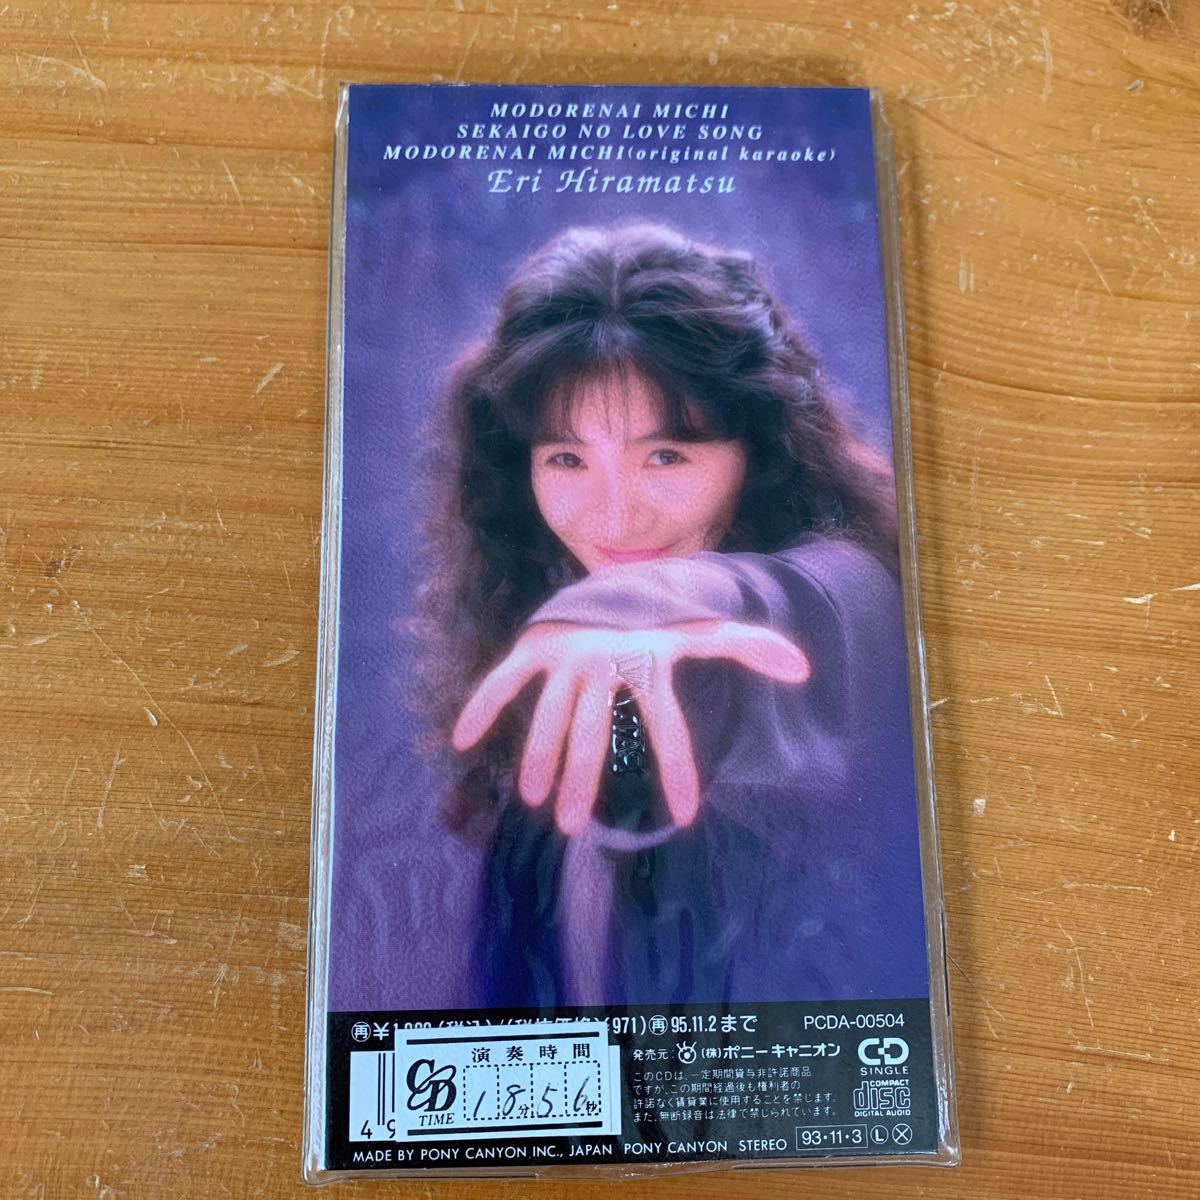 MODORENAI MICHI
SEKAIGO NO LOVE SONG
MODORENAI MICHI (original karaoke)
Eri Hiramatsu
再 ¥971) 再 95.11.2まで PCDA-00504
演奏時間
CD TIME 18分56秒
4
発売元: (株)ポニーキャニオン
このCDは、一定期間貸与非許諾商品
ですが、この期間経過後も権利者の
許諾なく賃貸業に使用することを禁じます。
また、無断録音は法律で禁じられています。
CD SINGLE
COMPACT disc DIGITAL AUDIO
MADE BY PONY CANYON INC., JAPAN PONY CANYON STEREO 93・11・3 L X